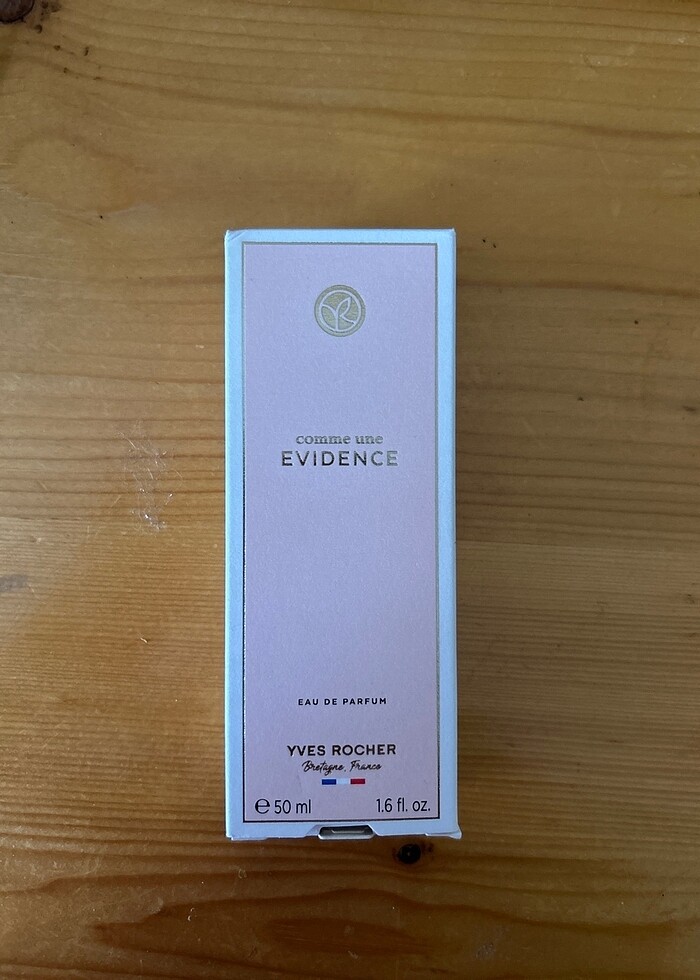 comme une
EVIDENCE
EAU DE PARFUM
YVES ROCHER
Bretagne, France
℮ 50 ml 1.6 fl. oz.